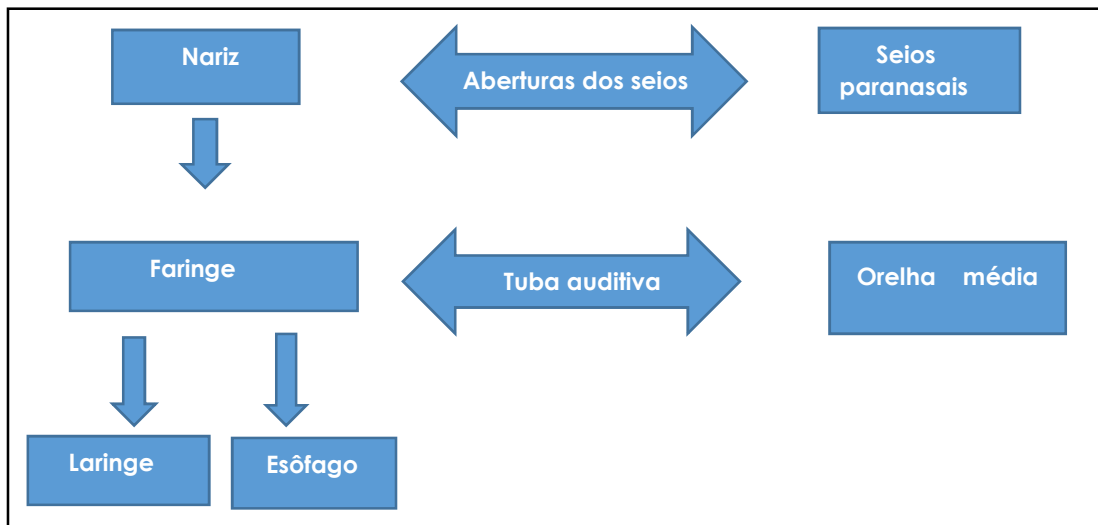 Nariz
Aberturas dos seios
Seios
paranasais
Faringe
Tuba auditiva
Orelha média
Laringe
Esôfago